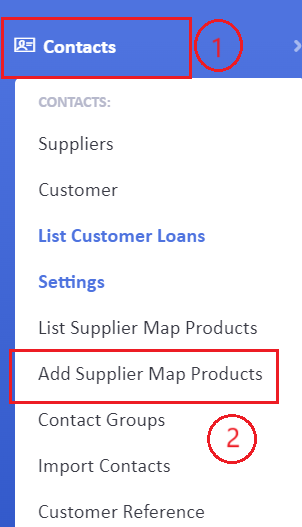 Contacts
1
CONTACTS:
Suppliers
Customer
List Customer Loans
Settings
List Supplier Map Products
Add Supplier Map Products
Contact Groups
2
Import Contacts
Customer Reference